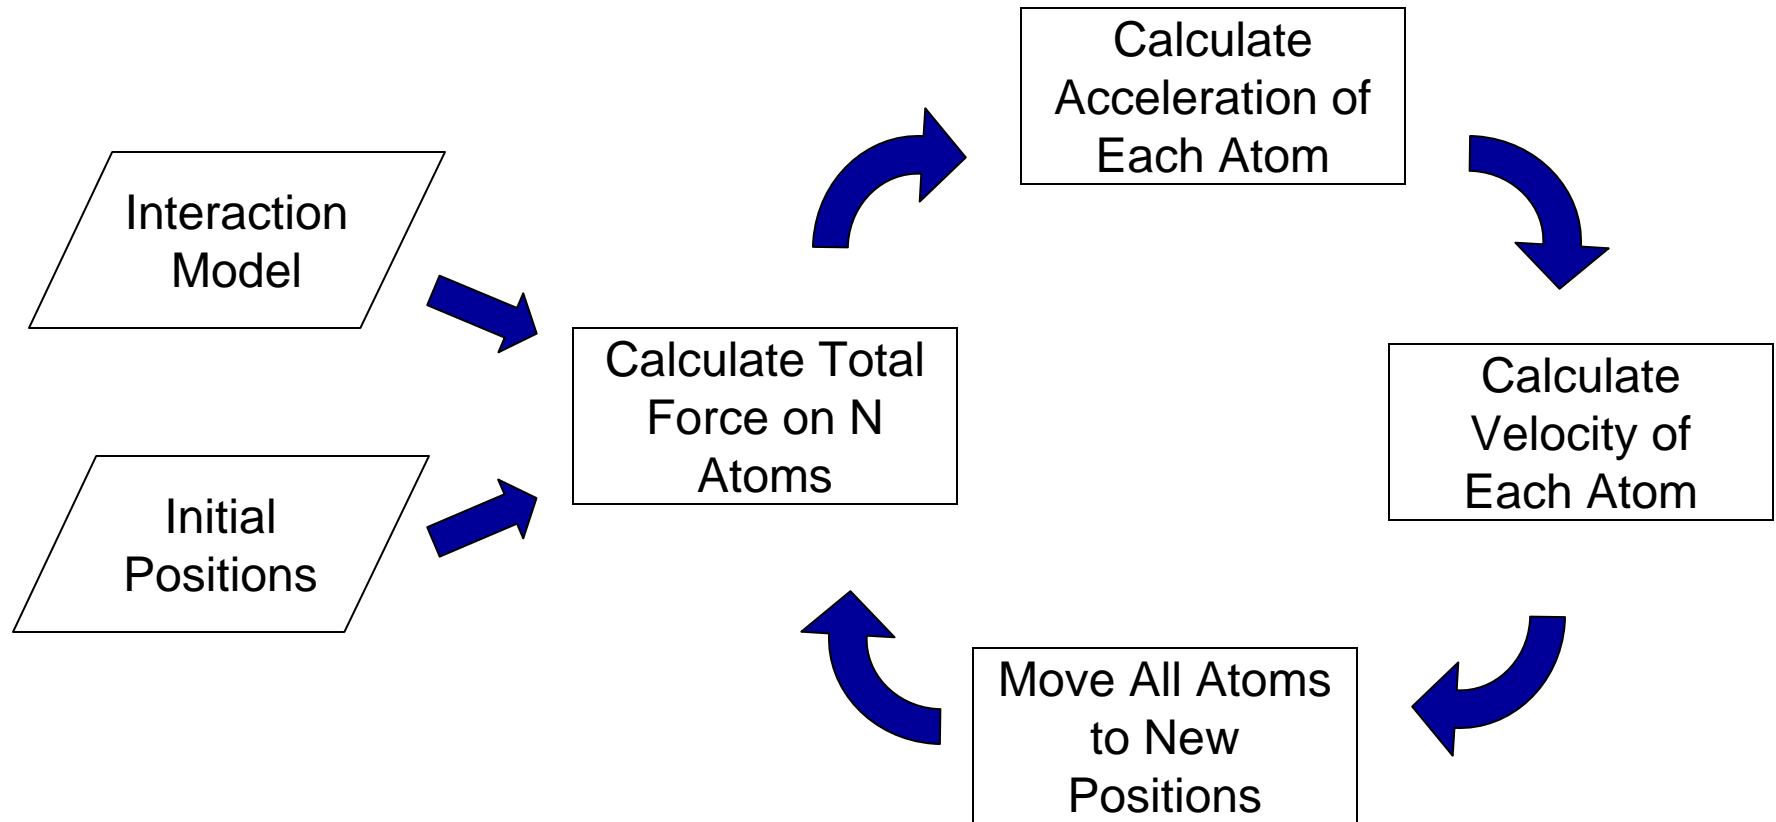 Interaction
Model
Initial
Positions
Calculate Total
Force on N
Atoms
Calculate
Acceleration of
Each Atom
Calculate
Velocity of
Each Atom
Move All Atoms
to New
Positions